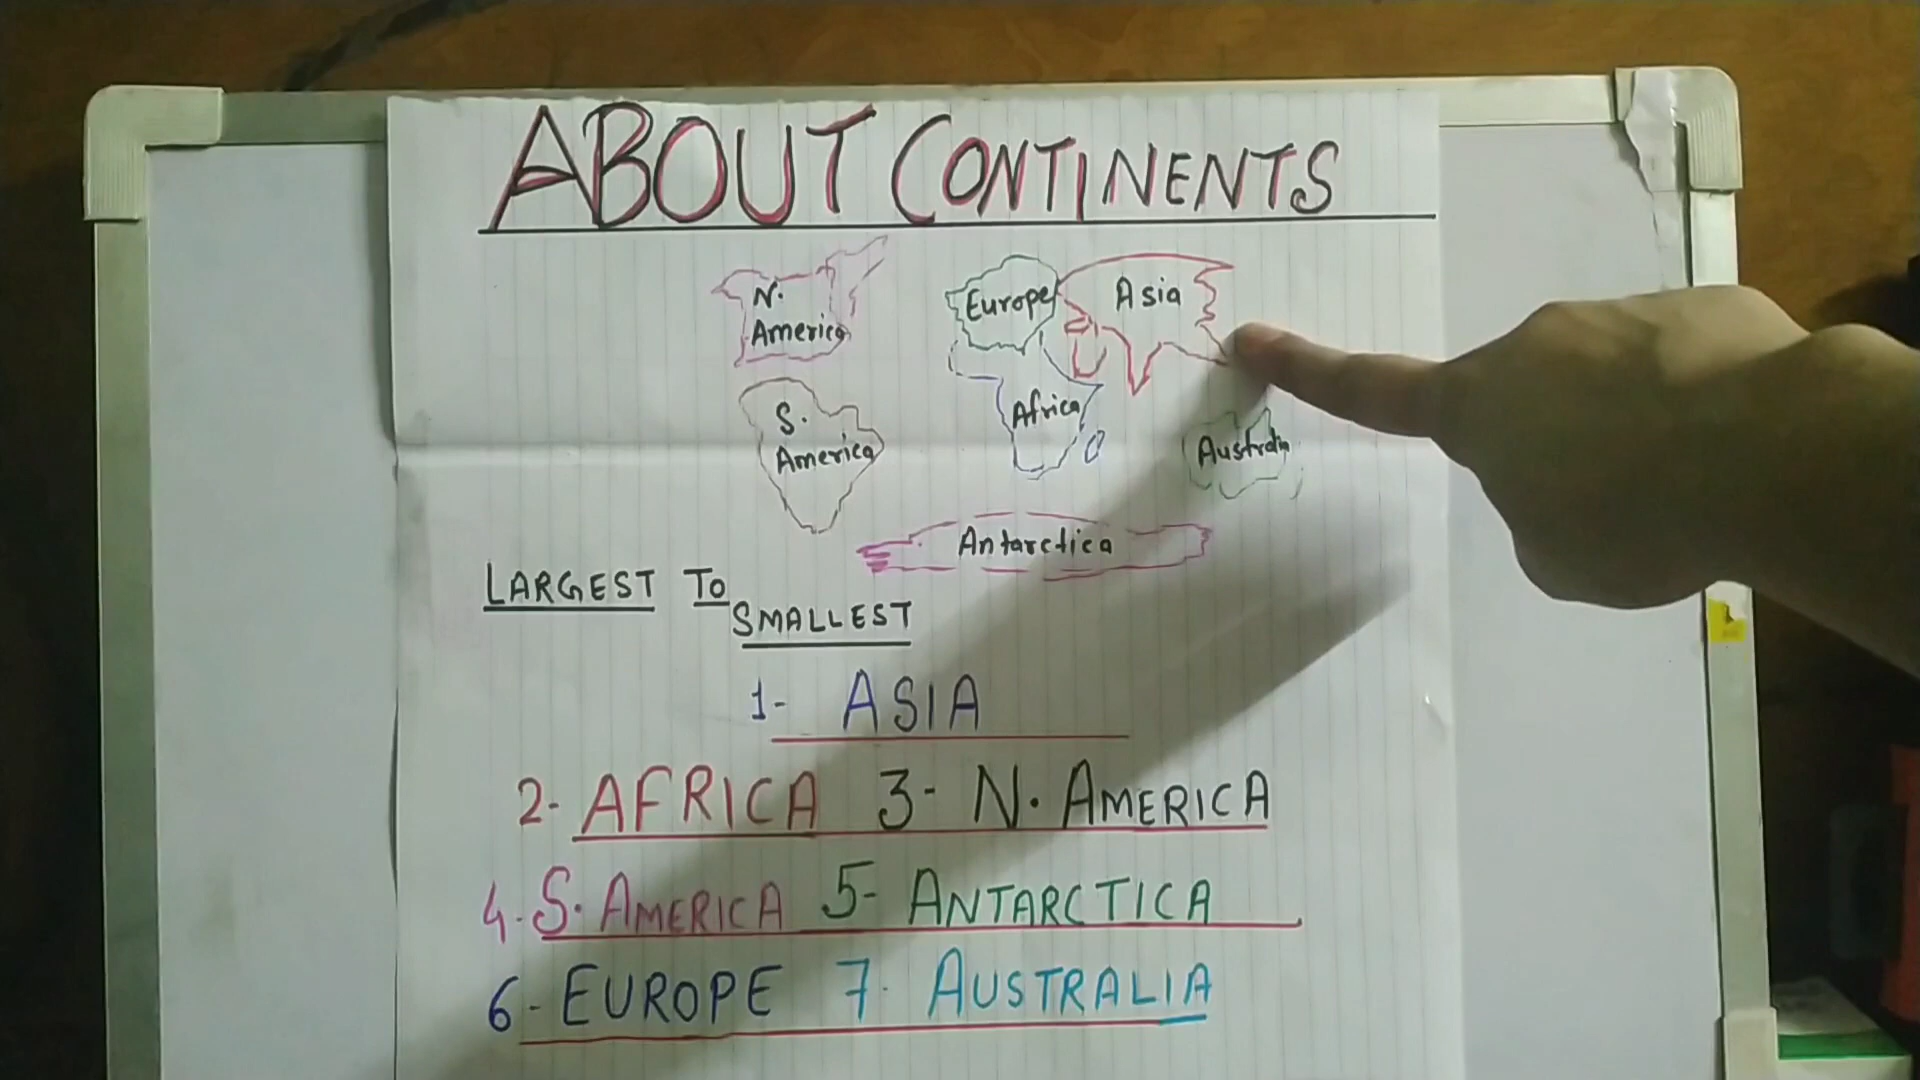 ABOUT CONTINENTS
N.
America
Europe
Asia
S.
America
Africa
Australia
Antarctica
LARGEST TO
SMALLEST
1- ASIA
2- AFRICA 3- N. AMERICA
4. S. AMERICA 5- ANTARCTICA
6- EUROPE 7. AUSTRALIA